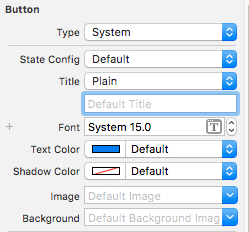 Button
Type System
State Config Default
Title Plain
Default Title
+ Font System 15.0 T
Text Color Default
Shadow Color Default
Image Default Image
Background Default Background Imag